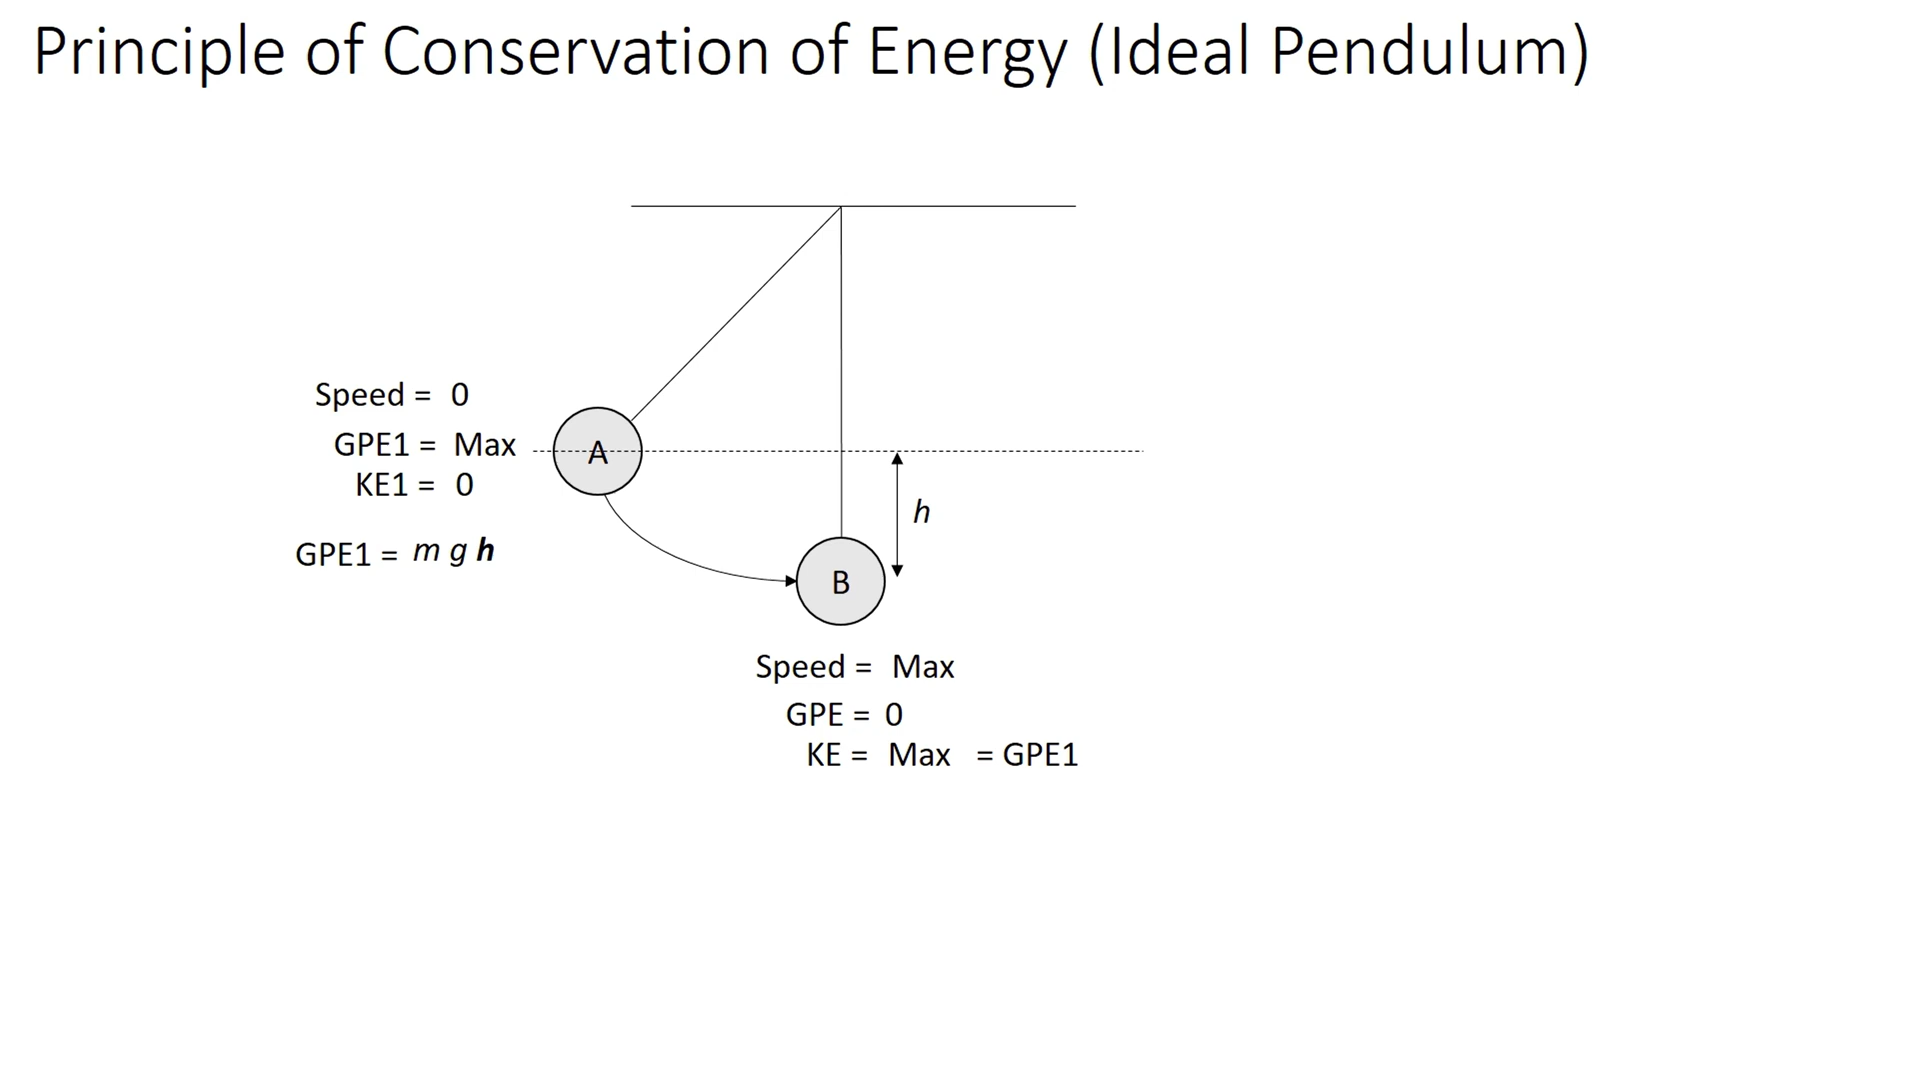 Principle of Conservation of Energy (Ideal Pendulum)
Speed = 0
GPE1 = Max
KE1 = 0
GPE1 = m g h
A
h
B
Speed = Max
GPE = 0
KE = Max = GPE1